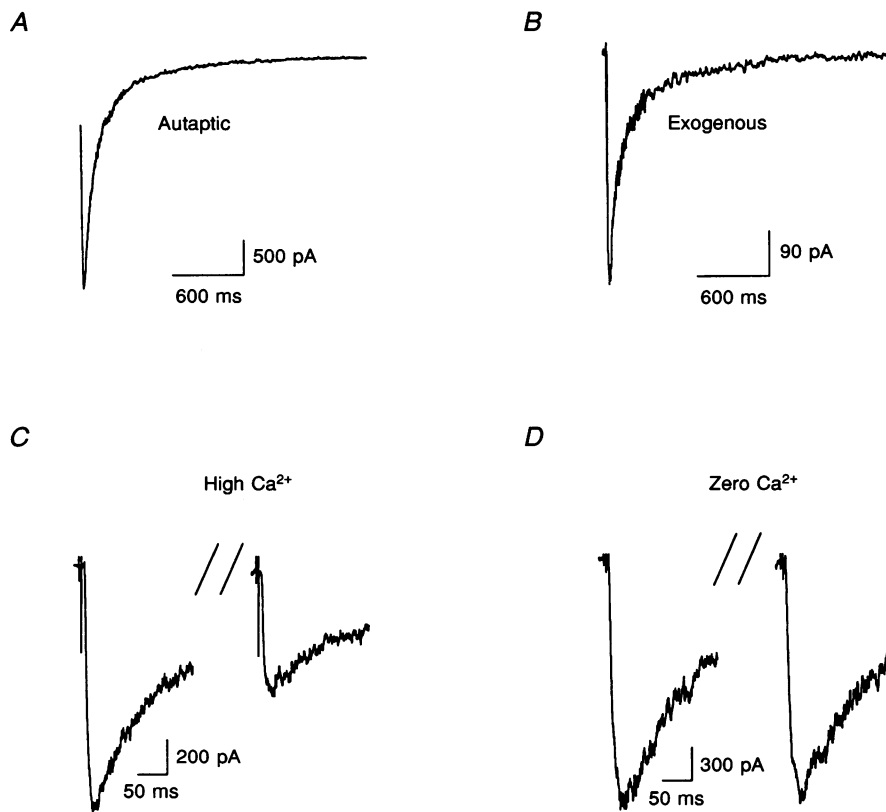 A
Autaptic
500 pA
600 ms
B
Exogenous
90 pA
600 ms
C
High Ca²⁺
200 pA
50 ms
D
Zero Ca²⁺
300 pA
50 ms